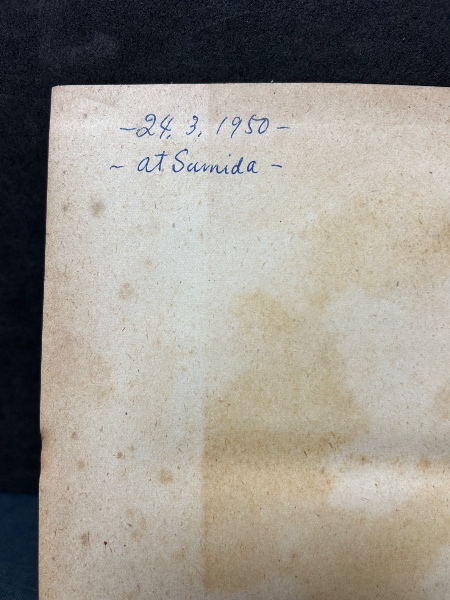 - 24, 3, 1950 -
~ at Sumida -